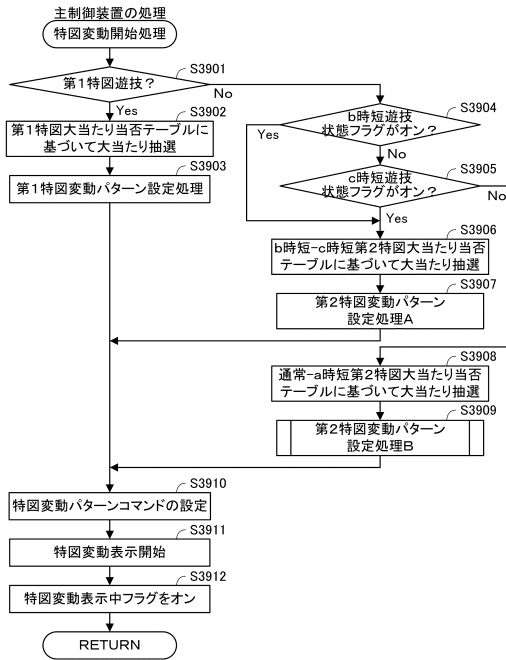 主制御装置の処理
特図変動開始処理
S3901
第1特図遊技？
No
Yes
S3902
第1特図大当たり当否テーブルに
基づいて大当たり抽選
S3903
第1特図変動パターン設定処理
S3904
b時短遊技
状態フラグがオン？
Yes
No
S3905
c時短遊技
状態フラグがオン？
No
Yes
S3906
b時短-c時短第2特図大当たり当否
テーブルに基づいて大当たり抽選
S3907
第2特図変動パターン
設定処理A
S3908
通常-a時短第2特図大当たり当否
テーブルに基づいて大当たり抽選
S3909
第2特図変動パターン
設定処理B
S3910
特図変動パターンコマンドの設定
S3911
特図変動表示開始
S3912
特図変動表示中フラグをオン
RETURN